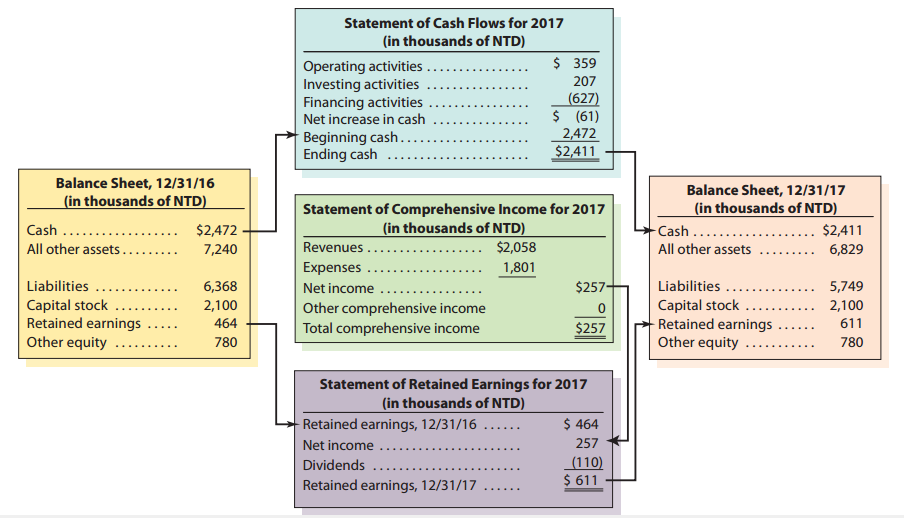 Statement of Cash Flows for 2017
(in thousands of NTD)
Operating activities ................ $ 359
Investing activities ................ 207
Financing activities ................ (627)
Net increase in cash ............... $ (61)
Beginning cash.................... 2,472
Ending cash ...................... $2,411
Balance Sheet, 12/31/16
(in thousands of NTD)
Cash .................. $2,472
All other assets......... 7,240
Liabilities .............. 6,368
Capital stock .......... 2,100
Retained earnings ..... 464
Other equity .......... 780
Statement of Comprehensive Income for 2017
(in thousands of NTD)
Revenues .................. $2,058
Expenses .................. 1,801
Net income ................ $257
Other comprehensive income 0
Total comprehensive income $257
Statement of Retained Earnings for 2017
(in thousands of NTD)
Retained earnings, 12/31/16 ...... $ 464
Net income ...................... 257
Dividends ....................... (110)
Retained earnings, 12/31/17 ...... $ 611
Balance Sheet, 12/31/17
(in thousands of NTD)
Cash ................... $2,411
All other assets ......... 6,829
Liabilities .............. 5,749
Capital stock ........... 2,100
Retained earnings ...... 611
Other equity ........... 780